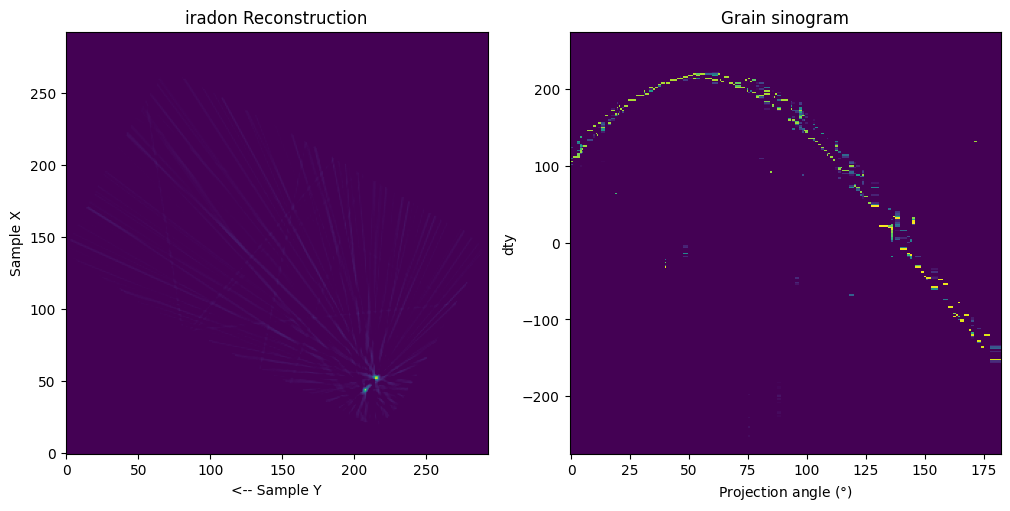 iradon Reconstruction
Sample X
250
200
150
100
50
0
0 50 100 150 200 250
<-- Sample Y
Grain sinogram
dty
200
100
0
−100
−200
0 25 50 75 100 125 150 175
Projection angle (°)